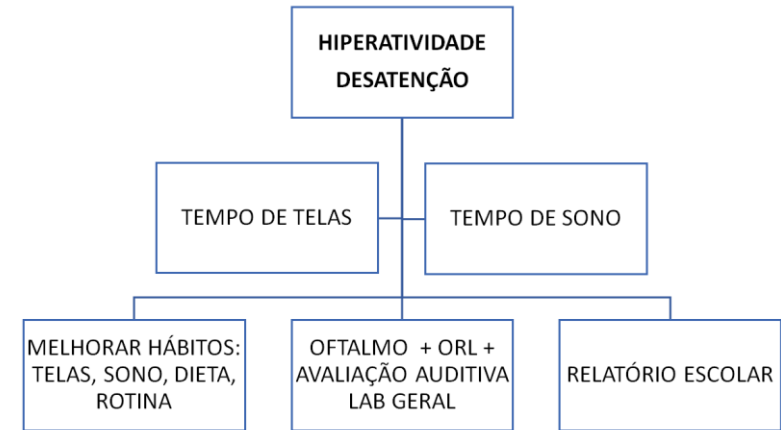 HIPERATIVIDADE
DESATENÇÃO
TEMPO DE TELAS
TEMPO DE SONO
MELHORAR HÁBITOS:
TELAS, SONO, DIETA,
ROTINA
OFTALMO + ORL +
AVALIAÇÃO AUDITIVA
LAB GERAL
RELATÓRIO ESCOLAR